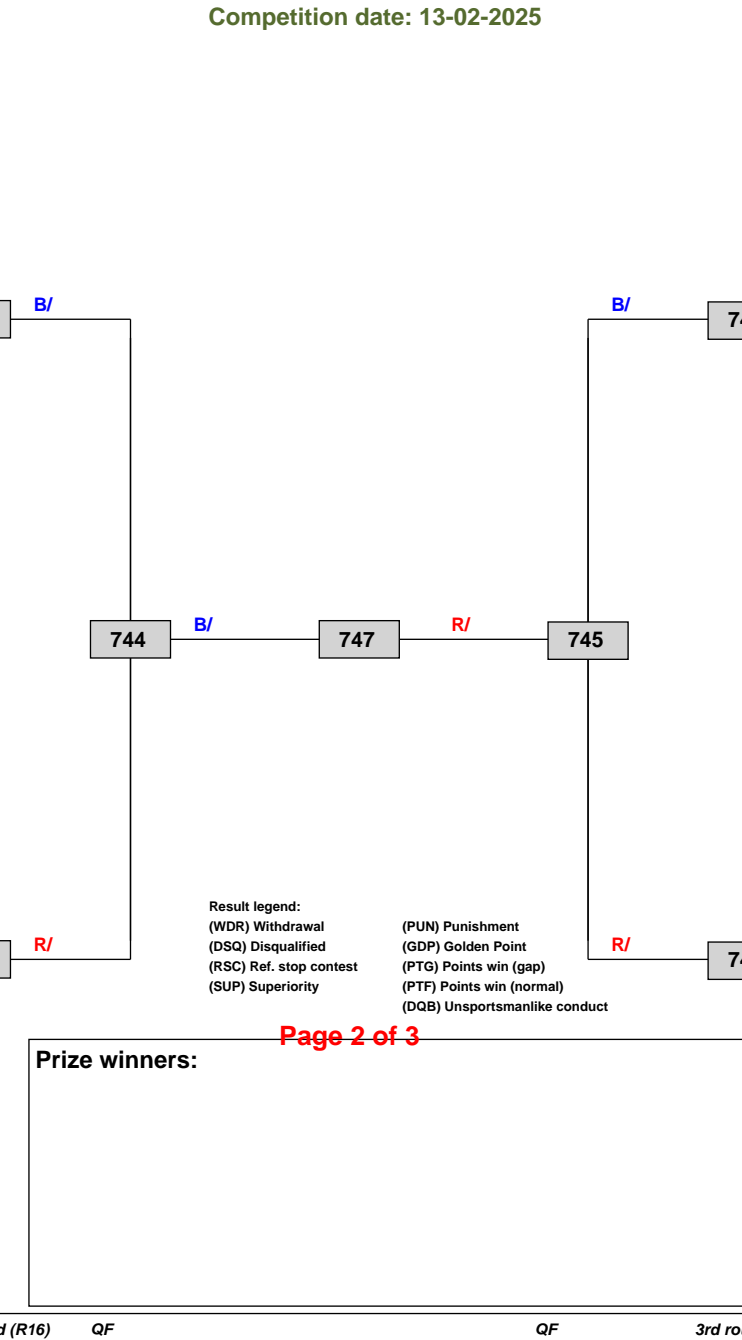 Competition date: 13-02-2025
B/ B/
744 B/ 747 R/ 745
R/ R/
Result legend:
(WDR) Withdrawal (PUN) Punishment
(DSQ) Disqualified (GDP) Golden Point
(RSC) Ref. stop contest (PTG) Points win (gap)
(SUP) Superiority (PTF) Points win (normal)
(DQB) Unsportsmanlike conduct
Page 2 of 3
Prize winners:
(R16) QF QF 3rd